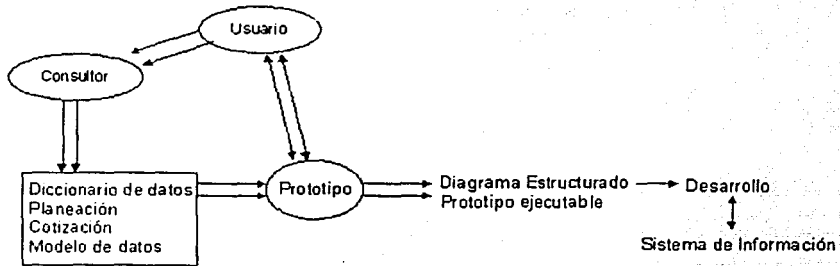 Usuario
Consultor
Diccionario de datos
Planeación
Cotización
Modelo de datos
Prototipo
Diagrama Estructurado
Prototipo ejecutable
Desarrollo
Sistema de Información